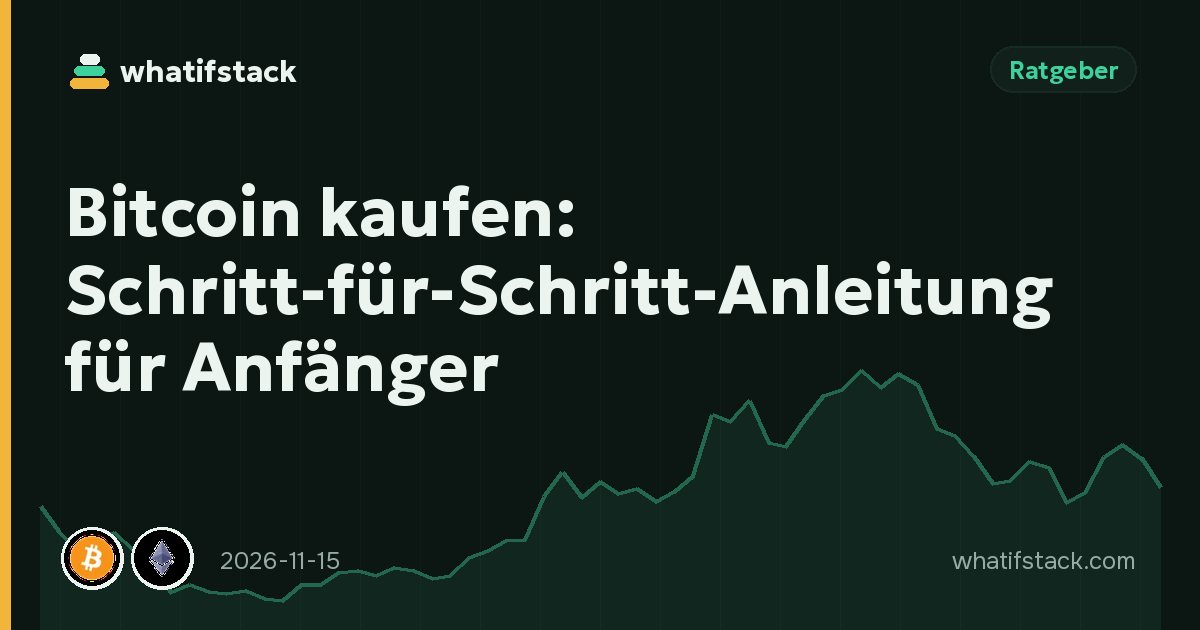 whatifstack
Ratgeber
Bitcoin kaufen:
Schritt-für-Schritt-Anleitung
für Anfänger
2026-11-15
whatifstack.com